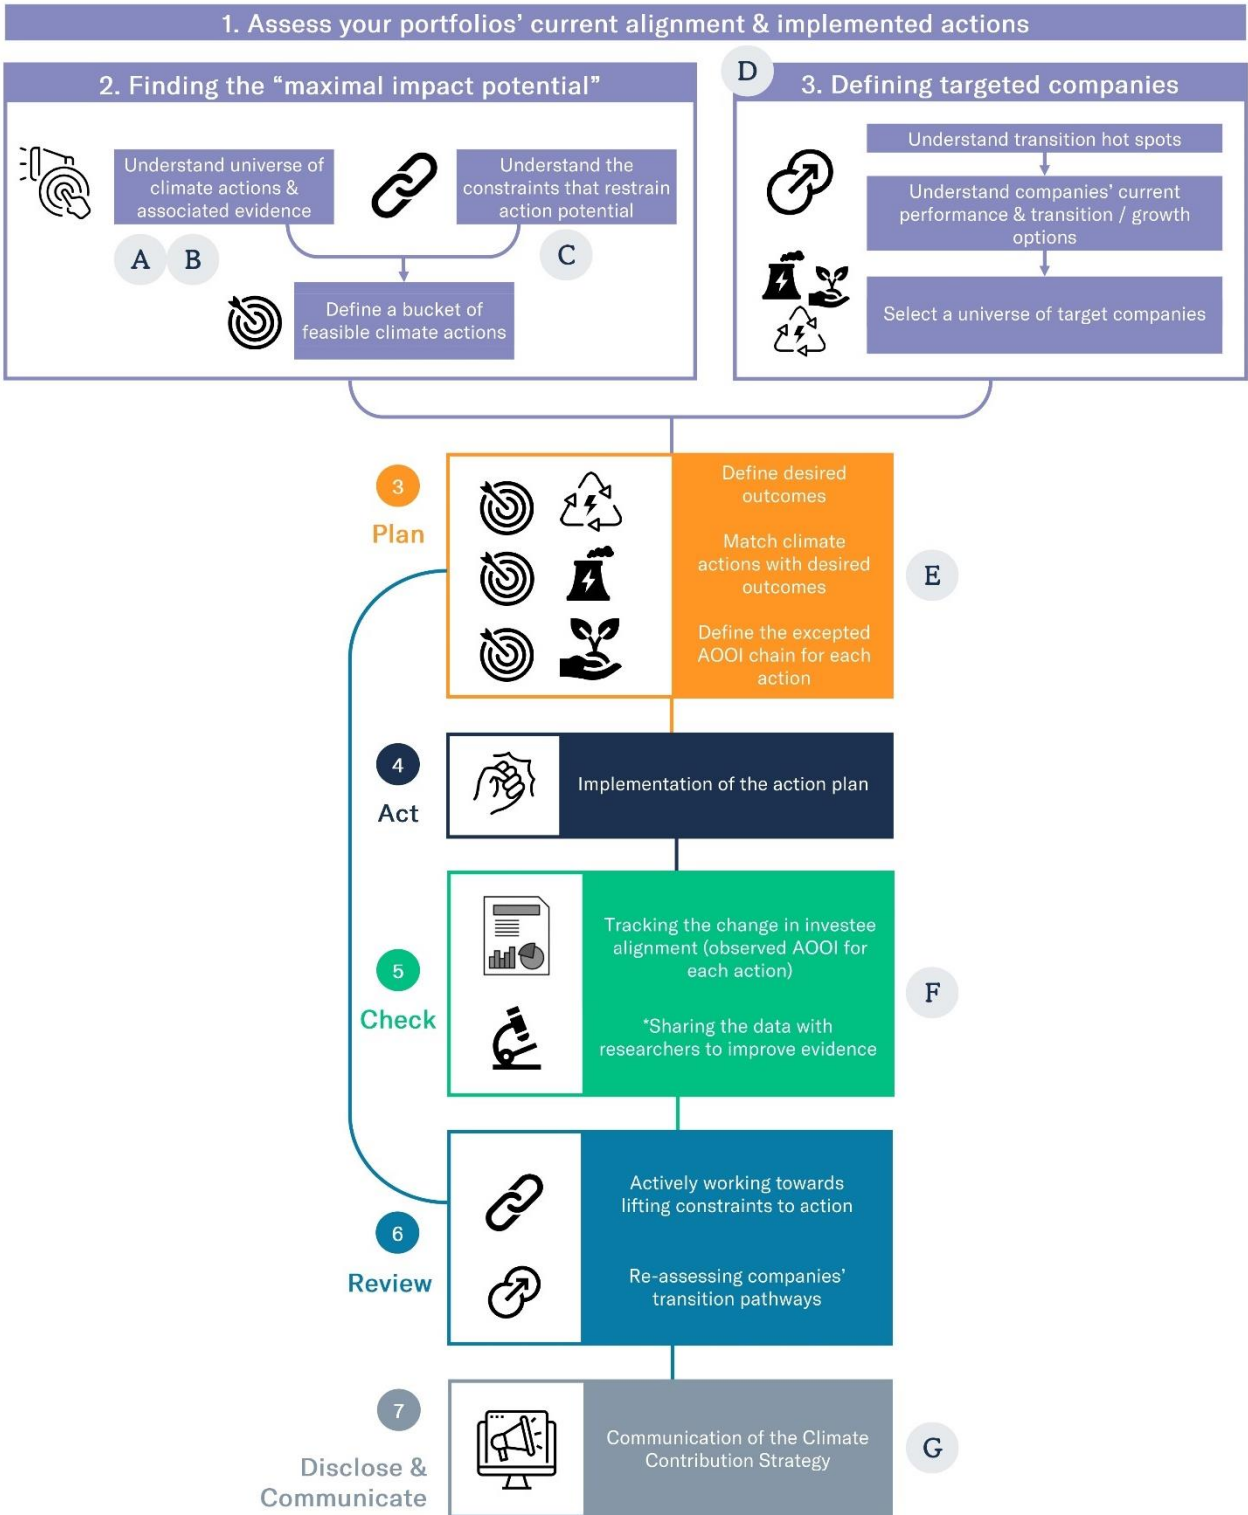 1. Assess your portfolios’ current alignment & implemented actions
2. Finding the “maximal impact potential”
Understand universe of
climate actions &
associated evidence
Understand the
constraints that restrain
action potential
A
B
C
Define a bucket of
feasible climate actions
D
3. Defining targeted companies
Understand transition hot spots
Understand companies’ current
performance & transition / growth
options
Select a universe of target companies
3
Plan
Define desired
outcomes
Match climate
actions with desired
outcomes
Define the excepted
AOOI chain for each
action
E
4
Act
Implementation of the action plan
5
Check
Tracking the change in investee
alignment (observed AOOI for
each action)
*Sharing the data with
researchers to improve evidence
F
6
Review
Actively working towards
lifting constraints to action
Re-assessing companies’
transition pathways
7
Disclose &
Communicate
Communication of the Climate
Contribution Strategy
G